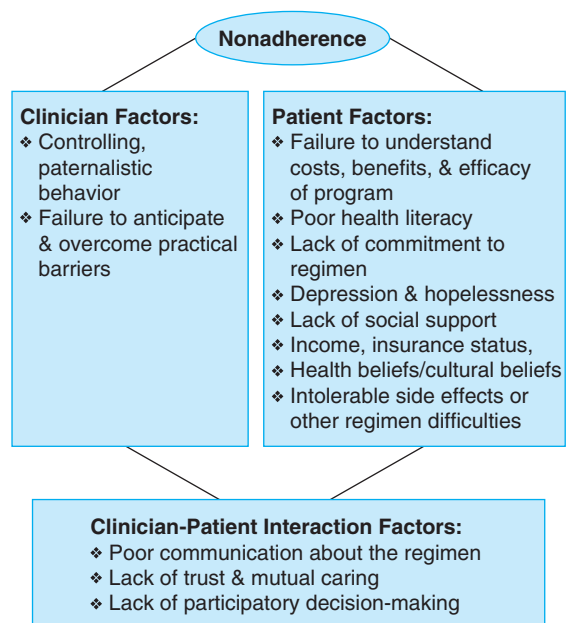 Nonadherence
Clinician Factors:
❖ Controlling,
paternalistic
behavior
❖ Failure to anticipate
& overcome practical
barriers
Patient Factors:
❖ Failure to understand
costs, benefits, & efficacy
of program
❖ Poor health literacy
❖ Lack of commitment to
regimen
❖ Depression & hopelessness
❖ Lack of social support
❖ Income, insurance status,
❖ Health beliefs/cultural beliefs
❖ Intolerable side effects or
other regimen difficulties
Clinician-Patient Interaction Factors:
❖ Poor communication about the regimen
❖ Lack of trust & mutual caring
❖ Lack of participatory decision-making